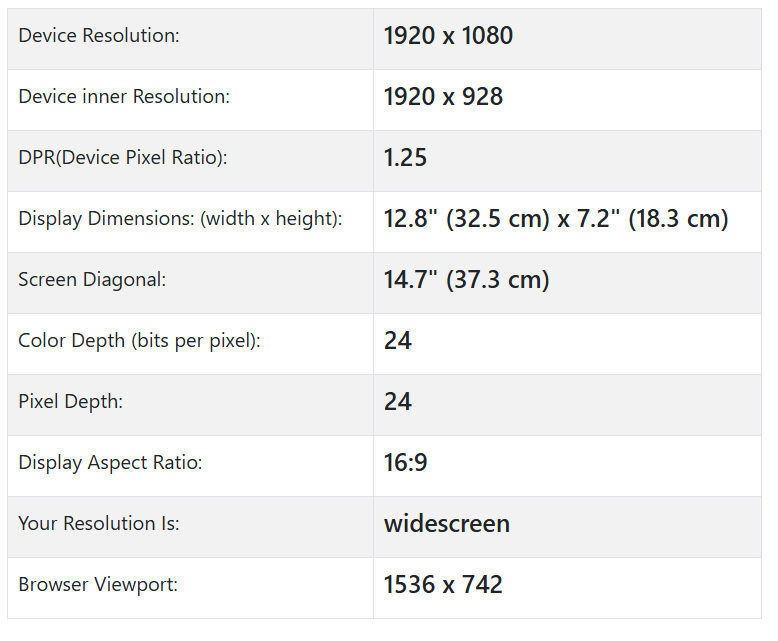 Device Resolution: 1920 x 1080
Device inner Resolution: 1920 x 928
DPR(Device Pixel Ratio): 1.25
Display Dimensions: (width x height): 12.8" (32.5 cm) x 7.2" (18.3 cm)
Screen Diagonal: 14.7" (37.3 cm)
Color Depth (bits per pixel): 24
Pixel Depth: 24
Display Aspect Ratio: 16:9
Your Resolution Is: widescreen
Browser Viewport: 1536 x 742